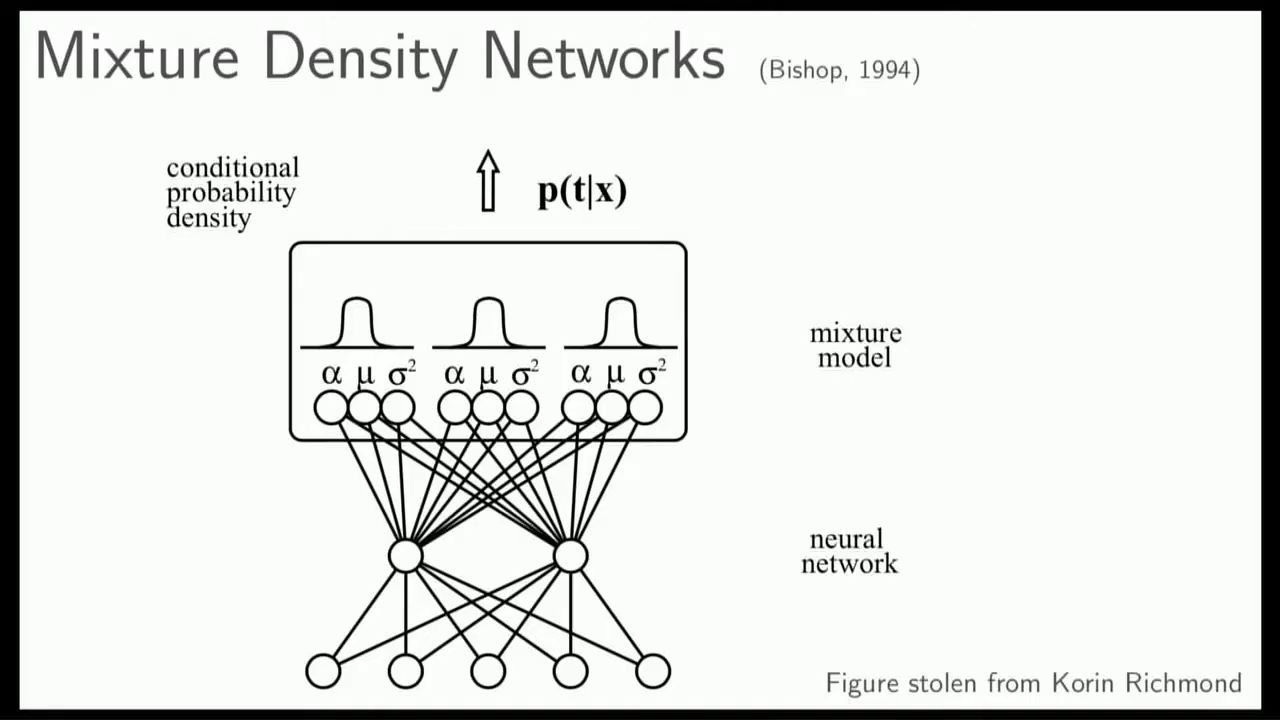 Mixture Density Networks (Bishop, 1994)
conditional
probability
density
p(t|x)
α μ σ² α μ σ² α μ σ²
mixture
model
neural
network
Figure stolen from Korin Richmond